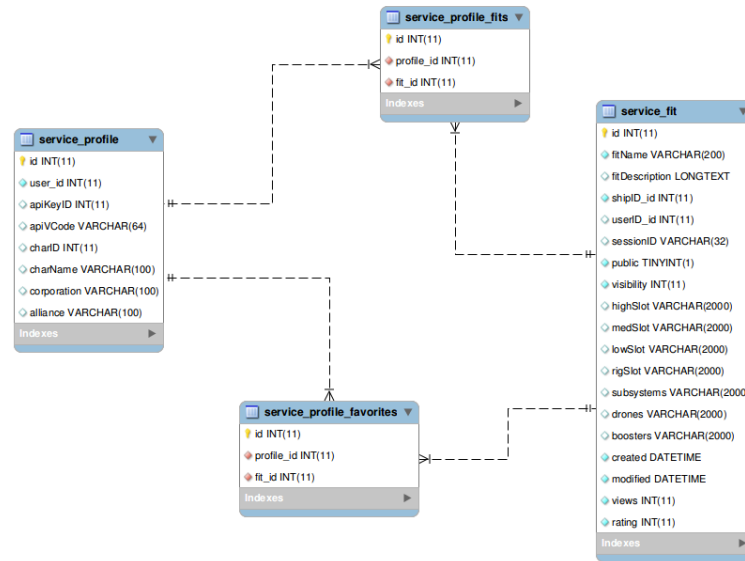 service_profile_fits
id INT(11)
profile_id INT(11)
fit_id INT(11)
Indexes
service_profile
id INT(11)
user_id INT(11)
apiKeyID INT(11)
apiVCode VARCHAR(64)
charID INT(11)
charName VARCHAR(100)
corporation VARCHAR(100)
alliance VARCHAR(100)
Indexes
service_fit
id INT(11)
fitName VARCHAR(200)
fitDescription LONGTEXT
shipID_id INT(11)
userID_id INT(11)
sessionID VARCHAR(32)
public TINYINT(1)
visibility INT(11)
highSlot VARCHAR(2000)
medSlot VARCHAR(2000)
lowSlot VARCHAR(2000)
rigSlot VARCHAR(2000)
subsystems VARCHAR(2000
drones VARCHAR(2000)
boosters VARCHAR(2000)
created DATETIME
modified DATETIME
views INT(11)
rating INT(11)
Indexes
service_profile_favorites
id INT(11)
profile_id INT(11)
fit_id INT(11)
Indexes